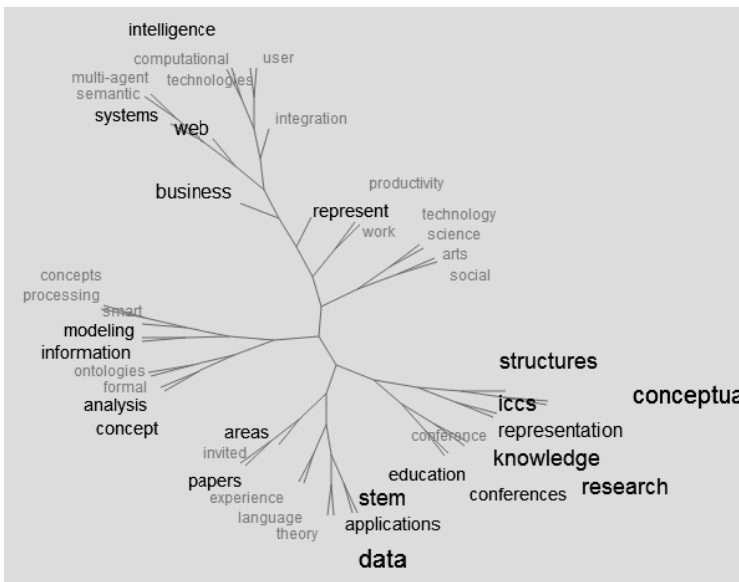 intelligence
computational
user
multi-agent
technologies
semantic
systems
web
integration
business
productivity
represent
technology
work
science
arts
social
concepts
processing
smart
modeling
information
ontologies
formal
analysis
concept
structures
conceptua
iccs
representation
areas
conference
invited
knowledge
education
papers
research
experience
stem
conferences
language
applications
theory
data